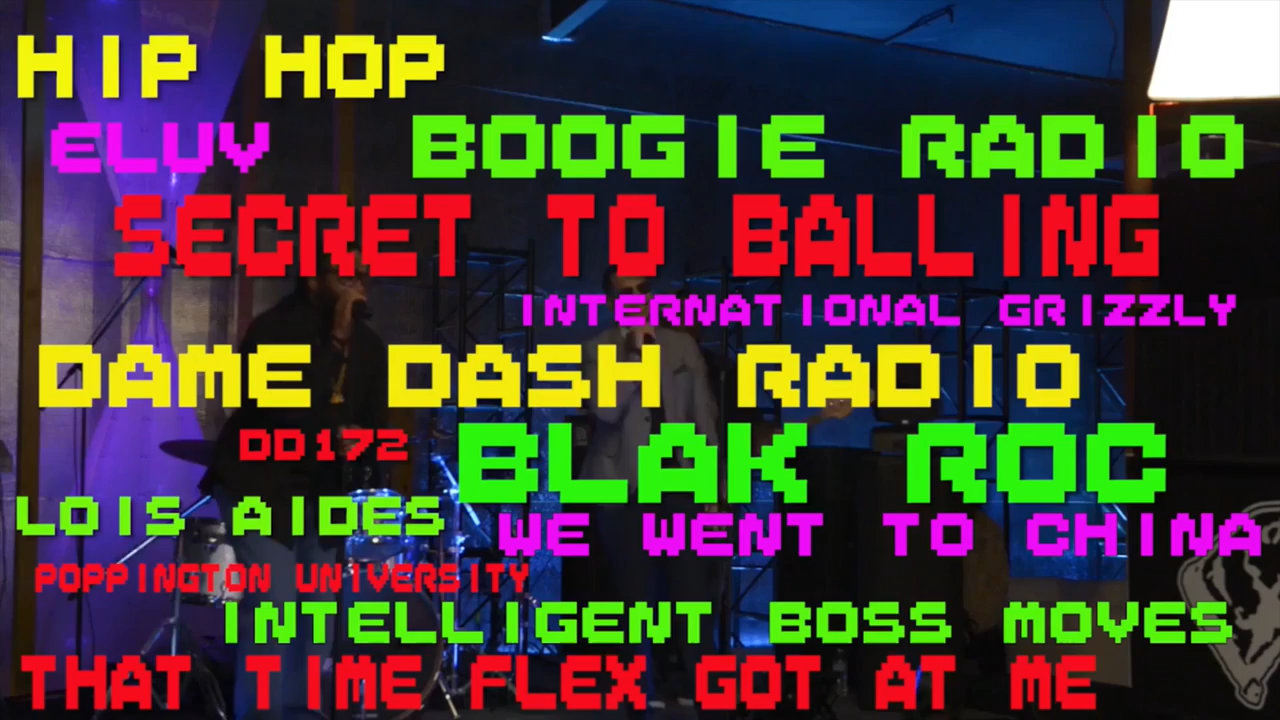 HIP HOP
ELUV BOOGIE RADIO
SECRET TO BALLING
INTERNATIONAL GRIZZLY
DAME DASH RADIO
DD172 BLAK ROC
LOIS AIDES
WE WENT TO CHINA
POPPINGTON UNIVERSITY
INTELLIGENT BOSS MOVES
THAT TIME FLEX GOT AT ME